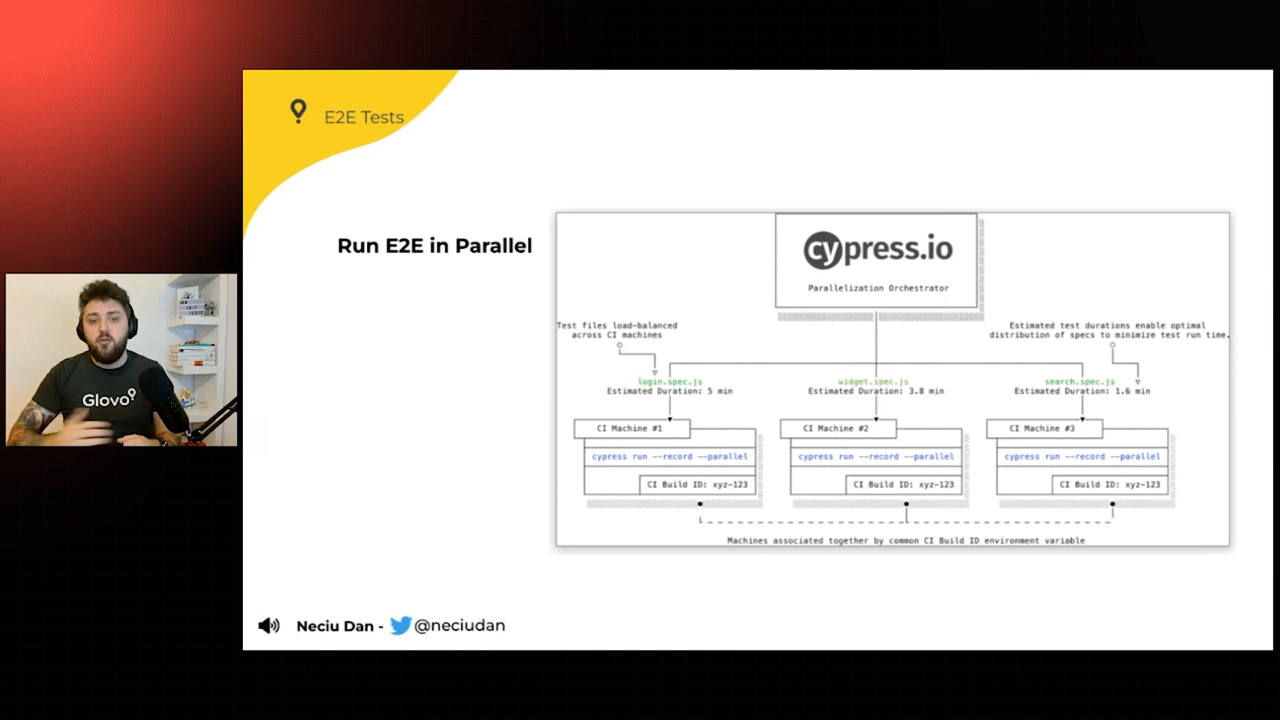 E2E Tests
Run E2E in Parallel
cypress.io
Parallelization Orchestrator
Test files load-balanced
across CI machines
Estimated test durations enable optimal
distribution of specs to minimize test run time.
login.spec.js
Estimated Duration: 5 min
widget.spec.js
Estimated Duration: 3.8 min
search.spec.js
Estimated Duration: 1.6 min
CI Machine #1
cypress run --record --parallel
CI Build ID: xyz-123
CI Machine #2
cypress run --record --parallel
CI Build ID: xyz-123
CI Machine #3
cypress run --record --parallel
CI Build ID: xyz-123
Machines associated together by common CI Build ID environment variable
Glovo
Neciu Dan - @neciudan